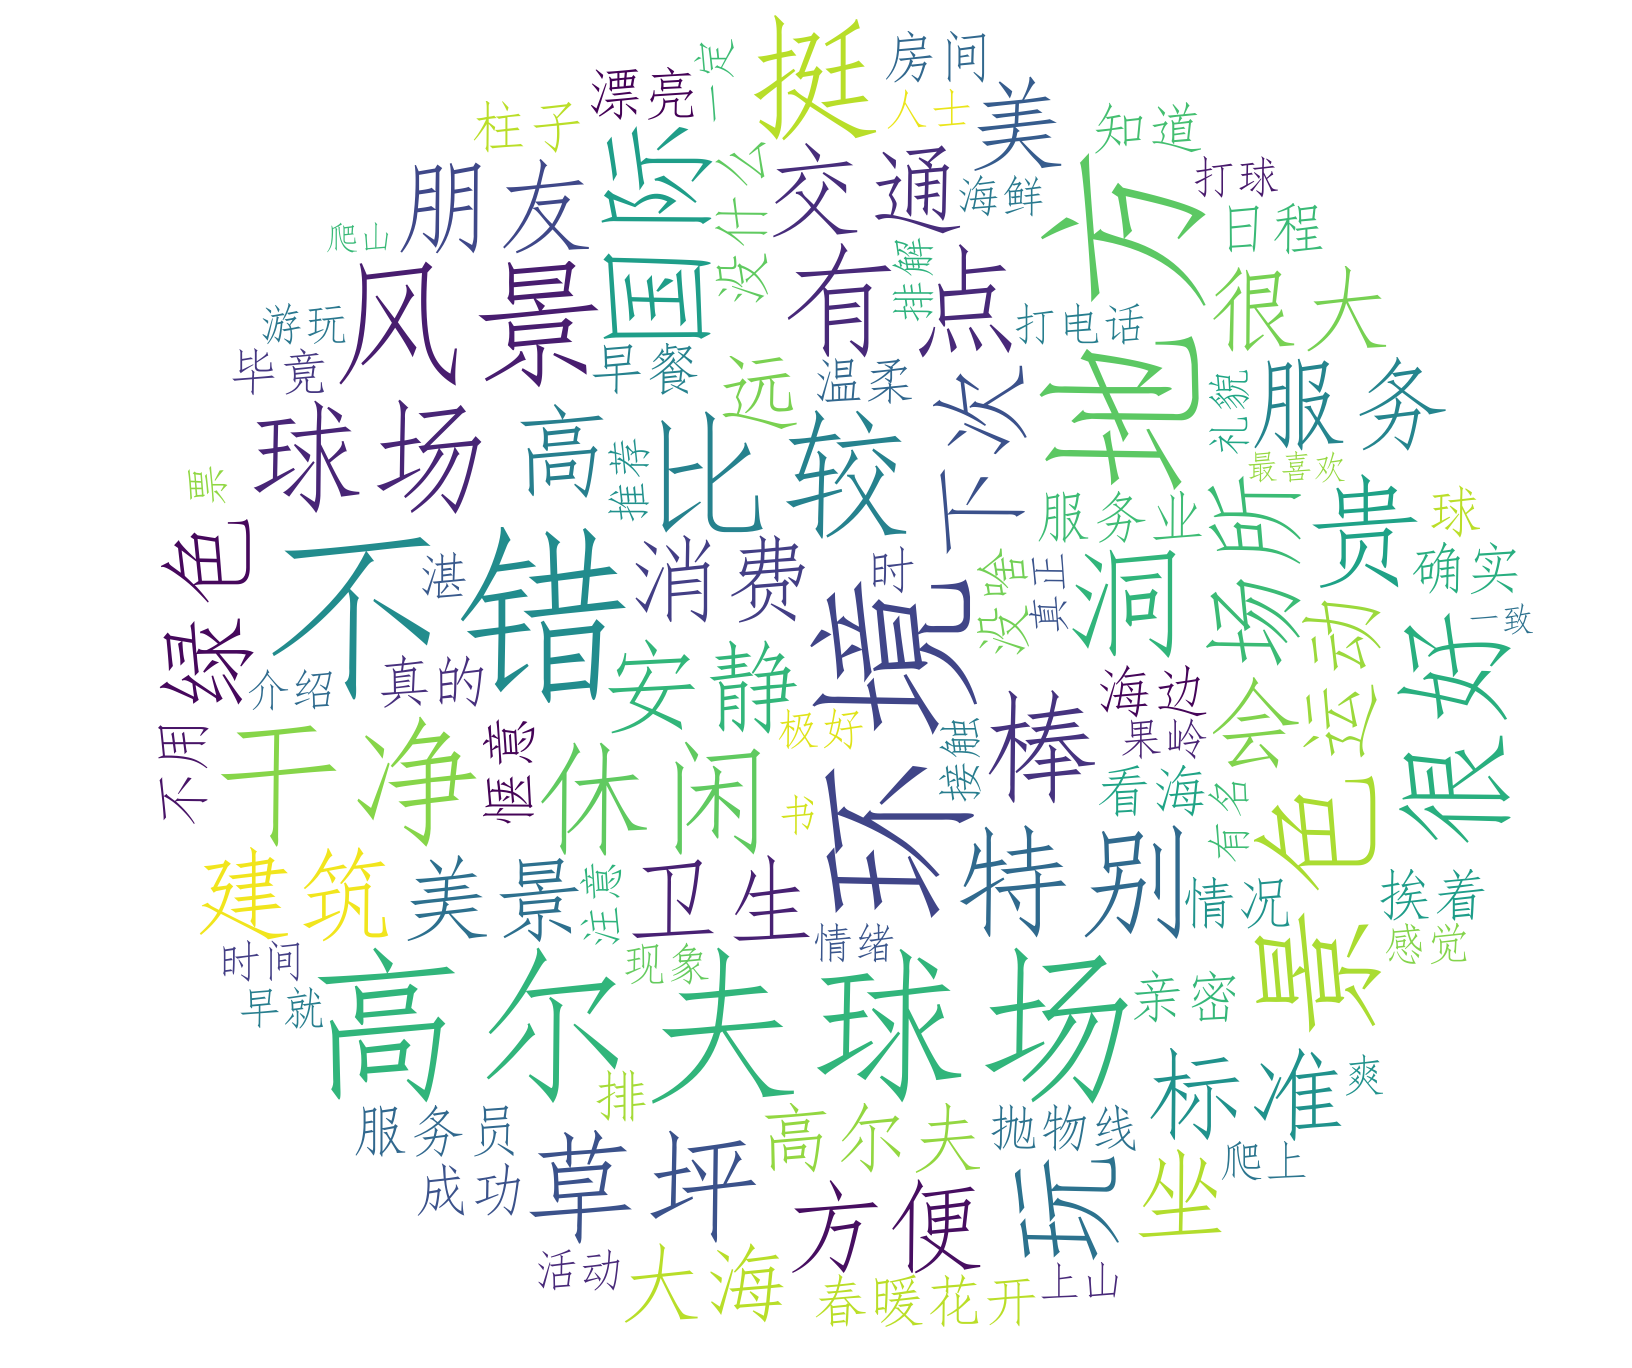 挺
房间
一定
漂亮
人士
美
柱子
知道
国际
没什么
交通
打球
朋友
海鲜
地方
爬山
日程
风景
有点
排解
很大
游玩
打电话
毕竟
早餐
远
温柔
下次
礼貌
服务
球场
高
比较
推荐
最喜欢
票
服务业
会场所
贵
球
绿色
不错
湛
消费
环境
时
没啥
真正
洞
确实
运动
一致
很好
介绍
真的
安静
海边
不用
干净
惬意
休闲
极好
接触
棒
果岭
看海
有名
景色
书
建筑
美景
注意
卫生
特别
情况
挨着
时间
现象
情绪
感觉
早就
高尔夫球场
亲密
排
标准
爽
服务员
高尔夫
抛物线
成功
草坪
方便
玩
坐
爬上
活动
大海
春暖花开
上山